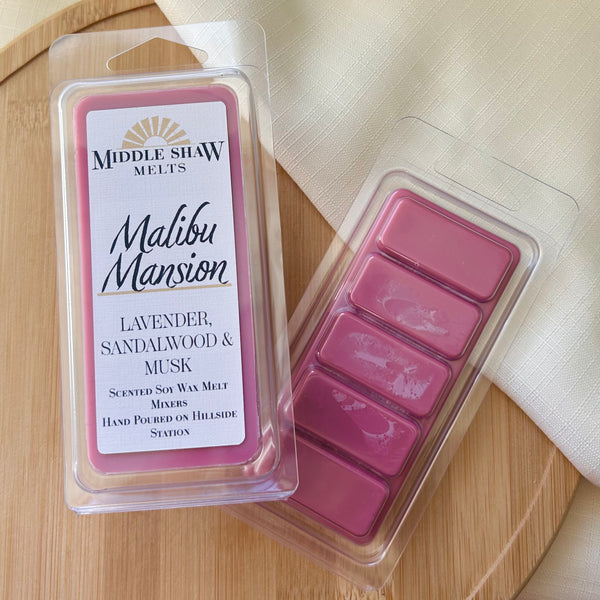 MIDDLE SHAW
MELTS
Malibu
Mansion
LAVENDER,
SANDALWOOD &
MUSK
SCENTED SOY WAX MELT
MIXERS
HAND POURED ON HILLSIDE
STATION